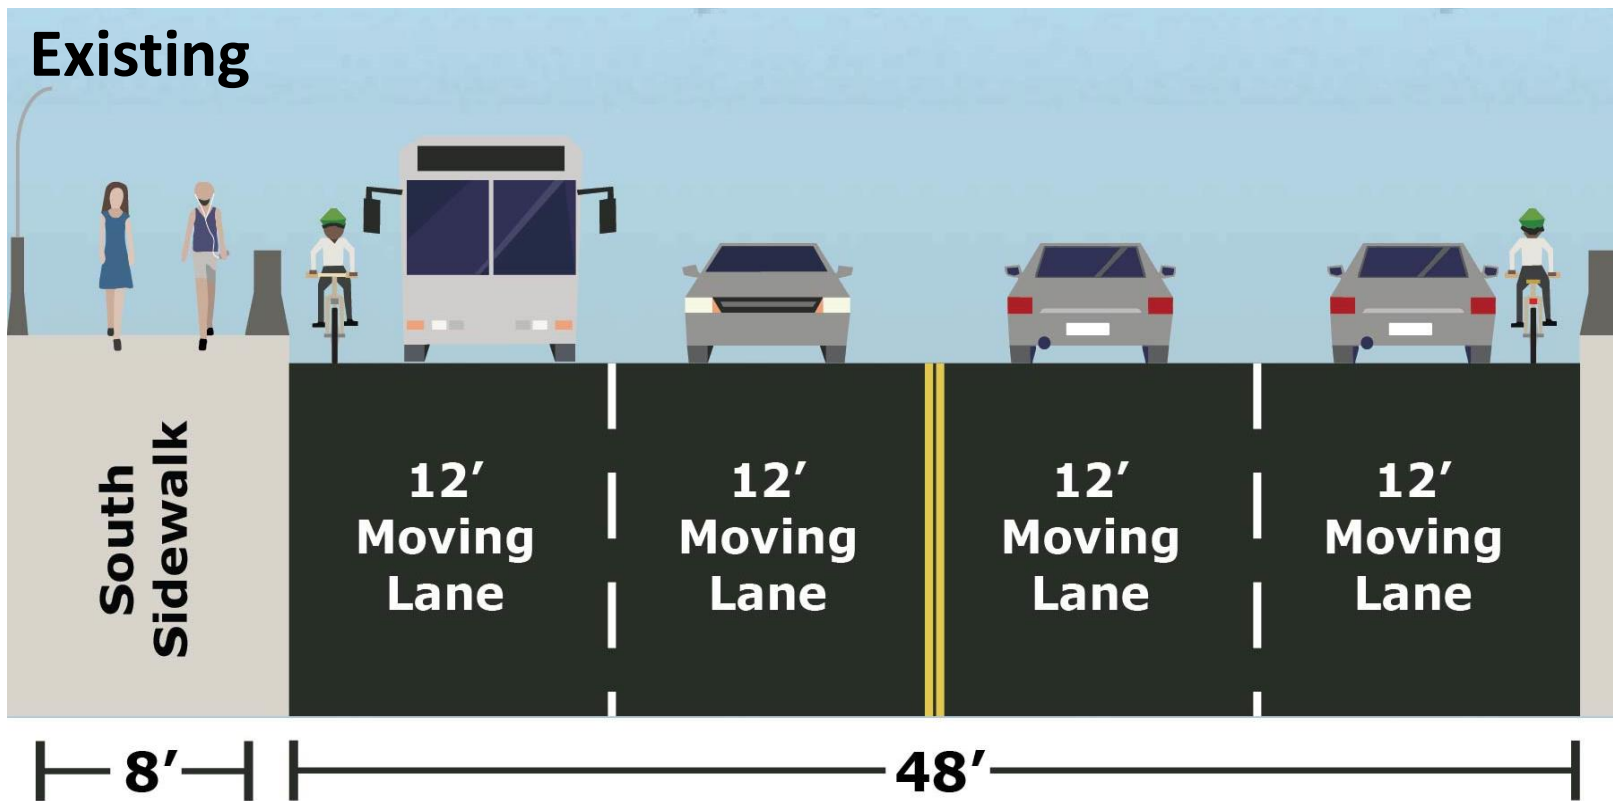 Existing
South
Sidewalk
12′
Moving
Lane
12′
Moving
Lane
12′
Moving
Lane
12′
Moving
Lane
8′
48′